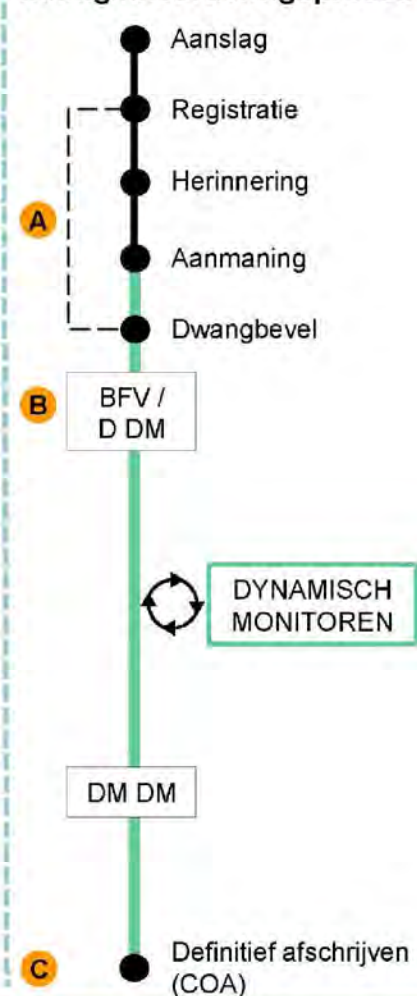 Aanslag
Registratie
Herinnering
A
Aanmaning
Dwangbevel
B
BFV /
D DM
DYNAMISCH
MONITOREN
DM DM
C
Definitief afschrijven
(COA)